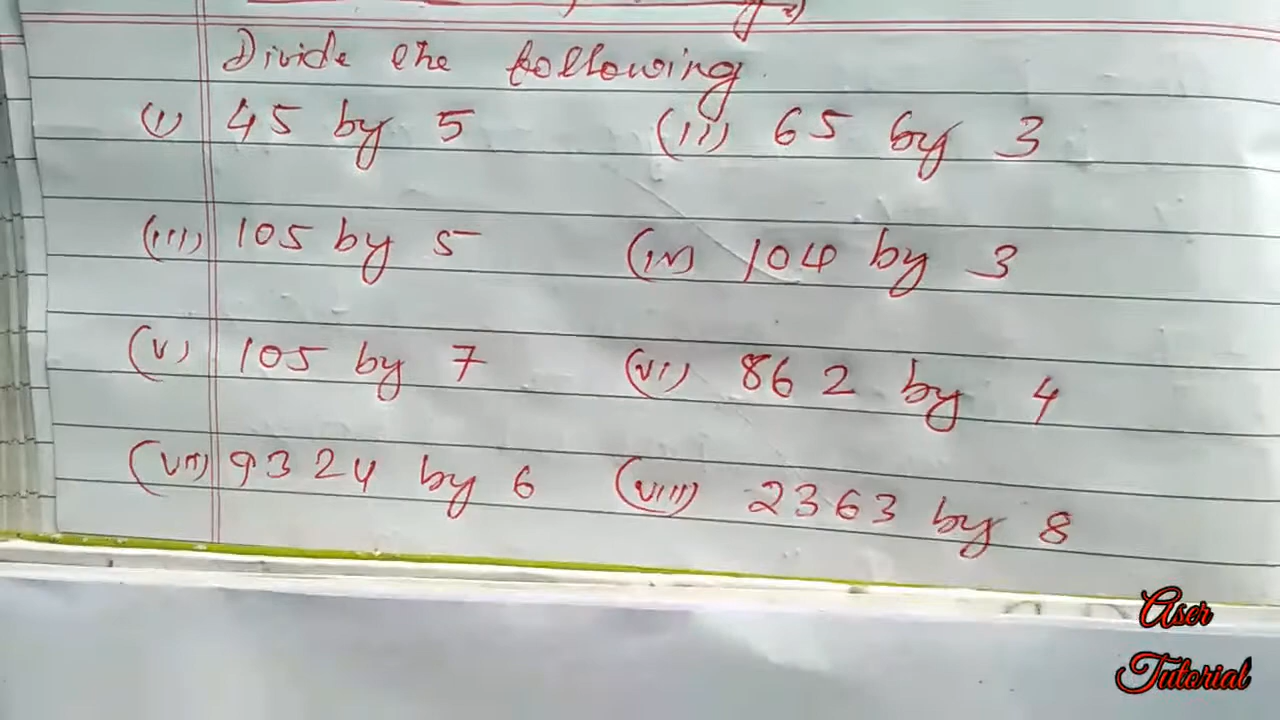 Divide the following.
(i) 45 by 5 (ii) 65 by 3
(iii) 105 by 5 (iv) 104 by 3
(v) 105 by 7 (vi) 862 by 4
(vii) 9324 by 6 (viii) 2363 by 8
Aser
Tutorial